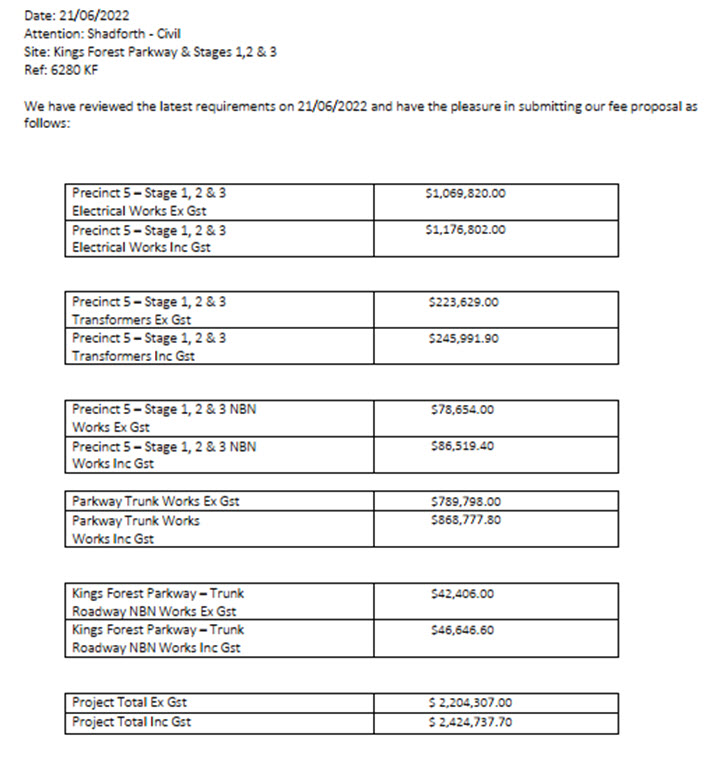 Date: 21/06/2022
Attention: Shadforth - Civil
Site: Kings Forest Parkway & Stages 1,2 & 3
Ref: 6280 KF
We have reviewed the latest requirements on 21/06/2022 and have the pleasure in submitting our fee proposal as
follows:
Precinct 5 – Stage 1, 2 & 3 $1,069,820.00
Electrical Works Ex Gst
Precinct 5 – Stage 1, 2 & 3 $1,176,802.00
Electrical Works Inc Gst
Precinct 5 – Stage 1, 2 & 3 $223,629.00
Transformers Ex Gst
Precinct 5 – Stage 1, 2 & 3 $245,991.90
Transformers Inc Gst
Precinct 5 – Stage 1, 2 & 3 NBN $78,654.00
Works Ex Gst
Precinct 5 – Stage 1, 2 & 3 NBN $86,519.40
Works Inc Gst
Parkway Trunk Works Ex Gst $789,798.00
Parkway Trunk Works $868,777.80
Works Inc Gst
Kings Forest Parkway – Trunk $42,406.00
Roadway NBN Works Ex Gst
Kings Forest Parkway – Trunk $46,646.60
Roadway NBN Works Inc Gst
Project Total Ex Gst $ 2,204,307.00
Project Total Inc Gst $ 2,424,737.70